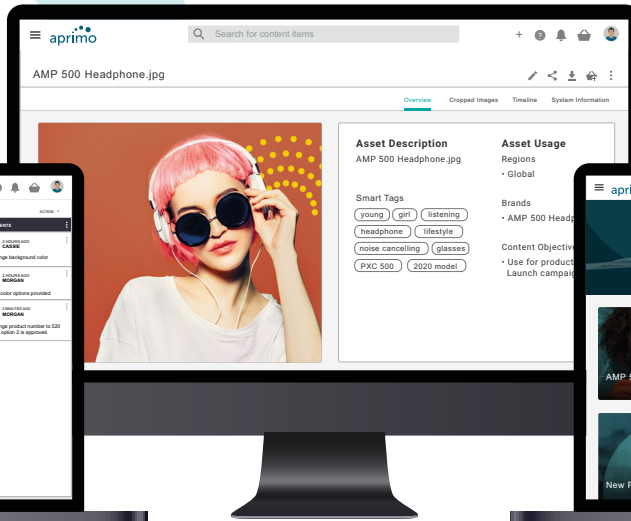 aprimo
Search for content items
AMP 500 Headphone.jpg
Overview Cropped Images Timeline System Information
Asset Description
AMP 500 Headphone.jpg
Smart Tags
young girl listening
headphone lifestyle
noise cancelling glasses
PXC 500 2020 model
Asset Usage
Regions
• Global
Brands
• AMP 500 Headp
Content Objective
• Use for product
Launch campaig
ACTION
ENTS
2 HOURS AGO
CASSIE
nge background color
2 HOURS AGO
MORGAN
color options provided
2 MINUTES AGO
MORGAN
nge product number to 520
option 2 is approved.
apri
AMP 5
New P